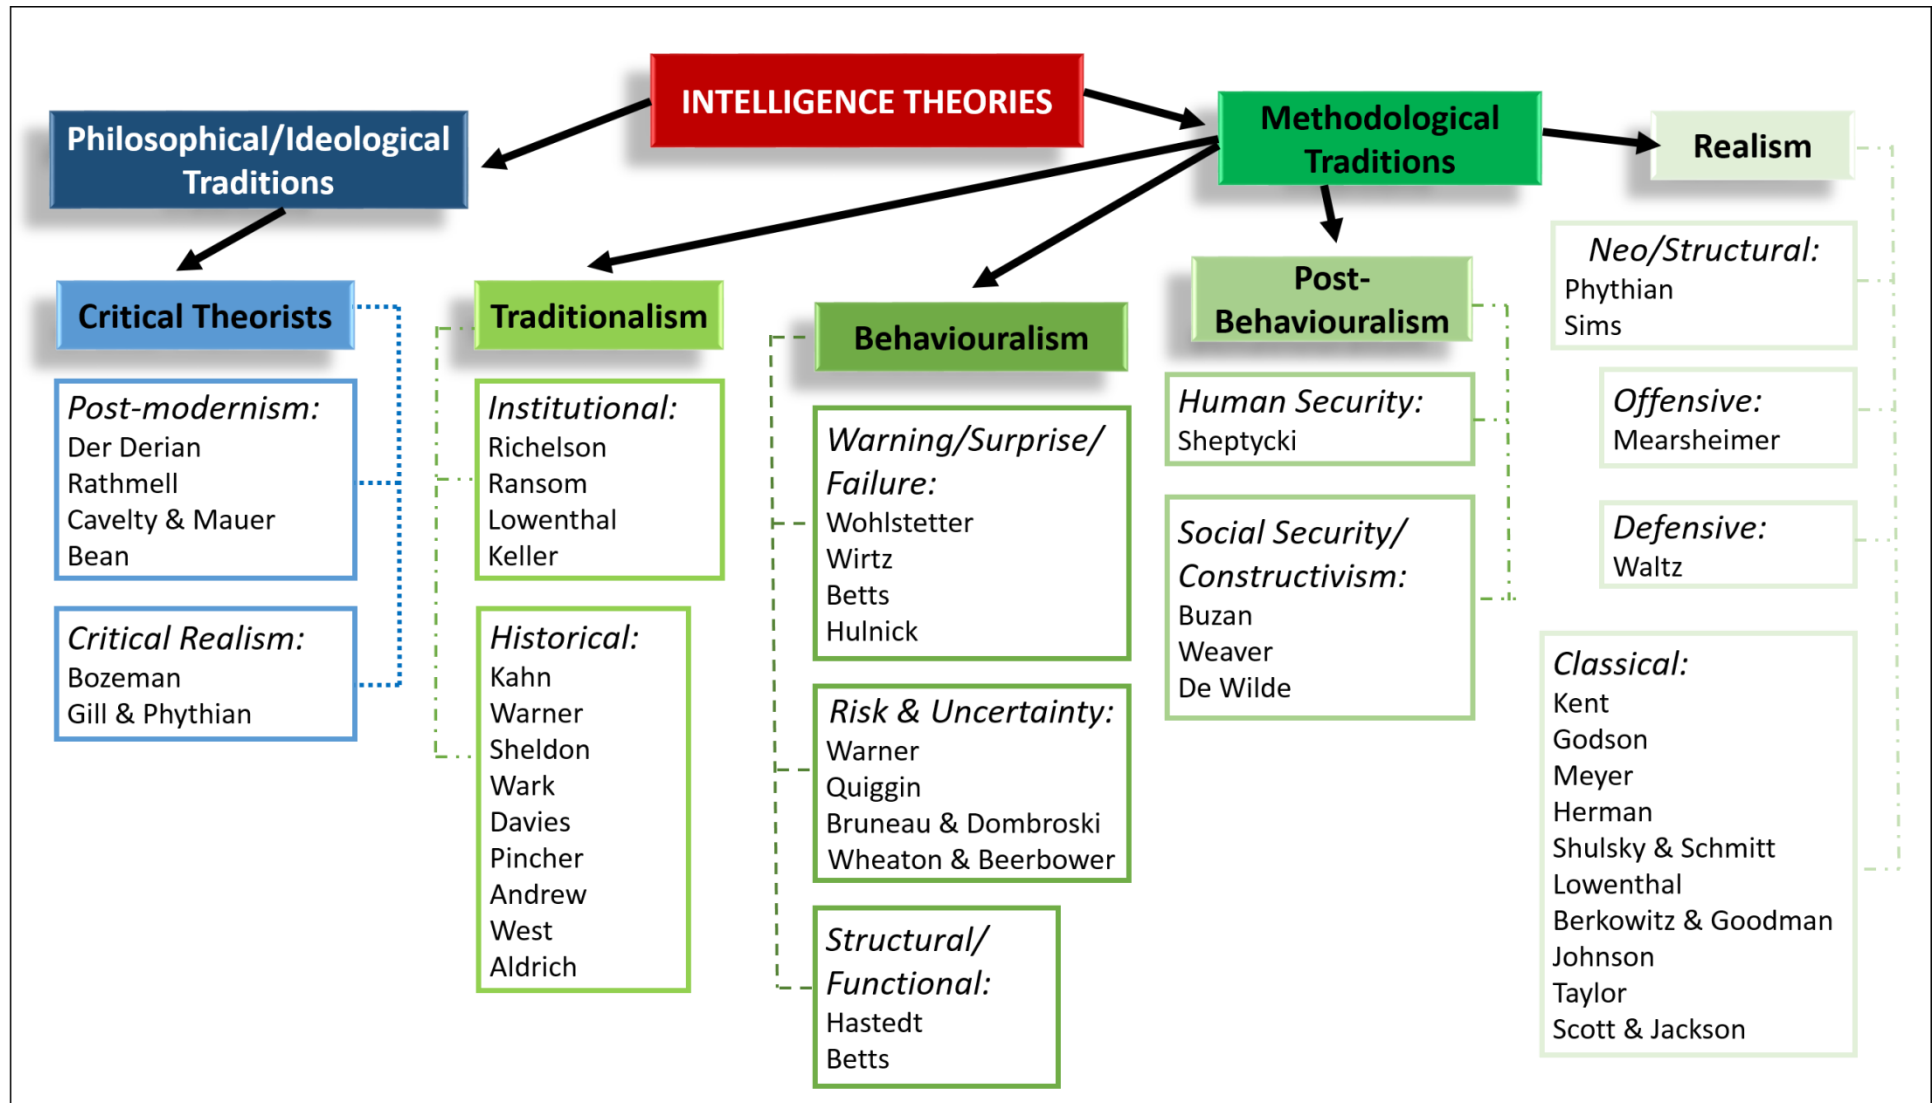 INTELLIGENCE THEORIES
Philosophical/Ideological
Traditions
Methodological
Traditions
Realism
Critical Theorists
Post-modernism:
Der Derian
Rathmell
Cavelty & Mauer
Bean
Critical Realism:
Bozeman
Gill & Phythian
Traditionalism
Institutional:
Richelson
Ransom
Lowenthal
Keller
Historical:
Kahn
Warner
Sheldon
Wark
Davies
Pincher
Andrew
West
Aldrich
Behaviouralism
Warning/Surprise/
Failure:
Wohlstetter
Wirtz
Betts
Hulnick
Risk & Uncertainty:
Warner
Quiggin
Bruneau & Dombroski
Wheaton & Beerbower
Structural/
Functional:
Hastedt
Betts
Post-
Behaviouralism
Human Security:
Sheptycki
Social Security/
Constructivism:
Buzan
Weaver
De Wilde
Neo/Structural:
Phythian
Sims
Offensive:
Mearsheimer
Defensive:
Waltz
Classical:
Kent
Godson
Meyer
Herman
Shulsky & Schmitt
Lowenthal
Berkowitz & Goodman
Johnson
Taylor
Scott & Jackson